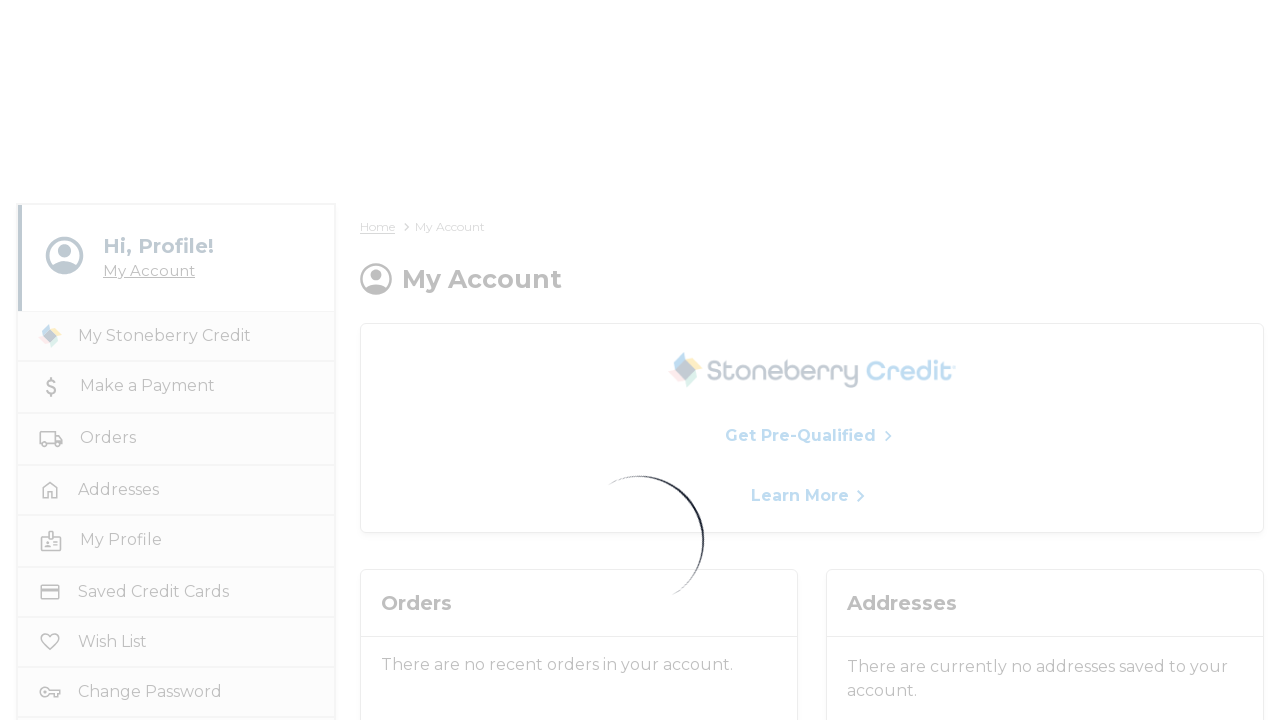 Hi, Profile!
My Account
My Stoneberry Credit
Make a Payment
Orders
Addresses
My Profile
Saved Credit Cards
Wish List
Change Password
Home > My Account
My Account
Stoneberry Credit
Get Pre-Qualified
Learn More
Orders
There are no recent orders in your account.
Addresses
There are currently no addresses saved to your
account.